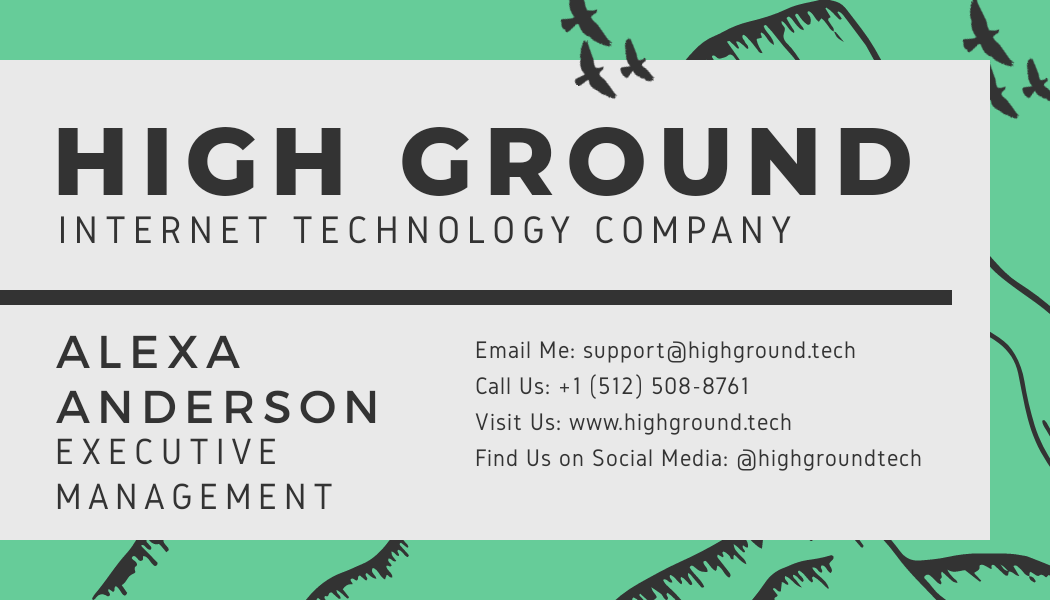 HIGH GROUND
INTERNET TECHNOLOGY COMPANY
ALEXA
ANDERSON
EXECUTIVE
MANAGEMENT
Email Me: support@highground.tech
Call Us: +1 (512) 508-8761
Visit Us: www.highground.tech
Find Us on Social Media: @highgroundtech